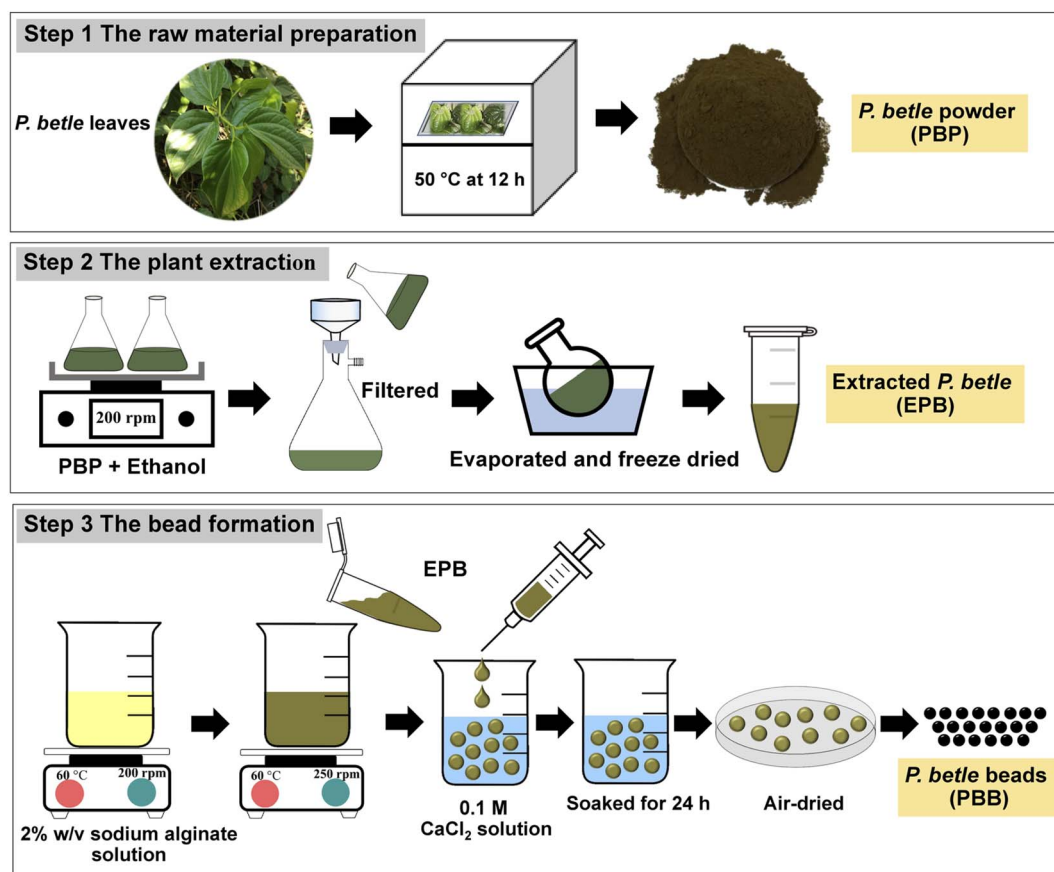 Step 1 The raw material preparation
P. betle leaves
50 °C at 12 h
P. betle powder
(PBP)
Step 2 The plant extraction
200 rpm
PBP + Ethanol
Filtered
Evaporated and freeze dried
Extracted P. betle
(EPB)
Step 3 The bead formation
EPB
60 °C
200 rpm
2% w/v sodium alginate
solution
60 °C
250 rpm
0.1 M
CaCl₂ solution
Soaked for 24 h
Air-dried
P. betle beads
(PBB)